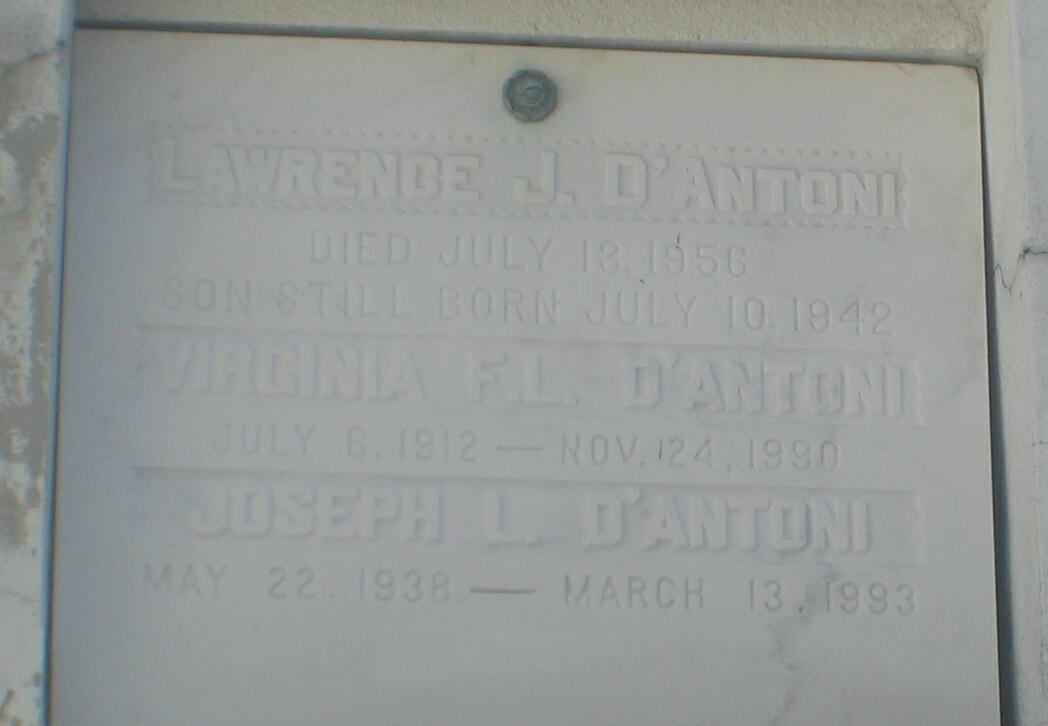 LAWRENCE J. D'ANTONI
DIED JULY 13, 1956
SON STILL BORN JULY 10, 1942
VIRGINIA F.L. D'ANTONI
JULY 6, 1912 — NOV. 24, 1990
JOSEPH L. D'ANTONI
MAY 22, 1938 — MARCH 13, 1993